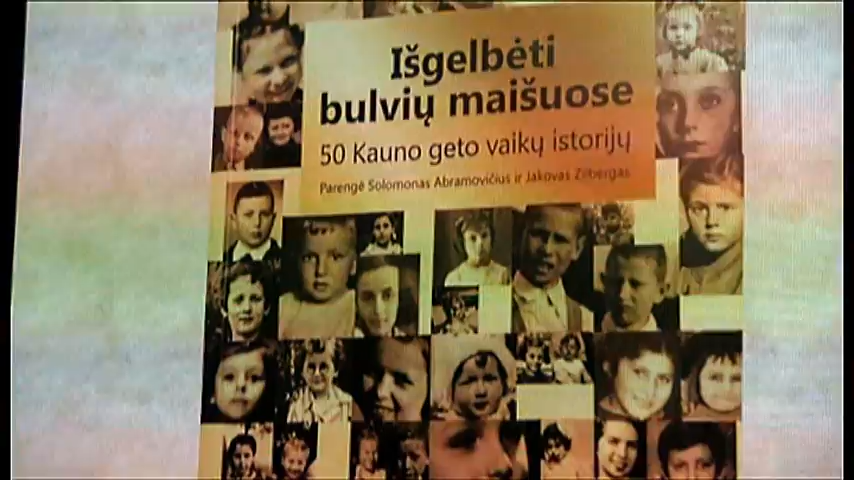 Išgelbėti
bulvių maišuose
50 Kauno geto vaikų istorijų
Parengė Solomonas Abramovičius ir Jakovas Zilbergas